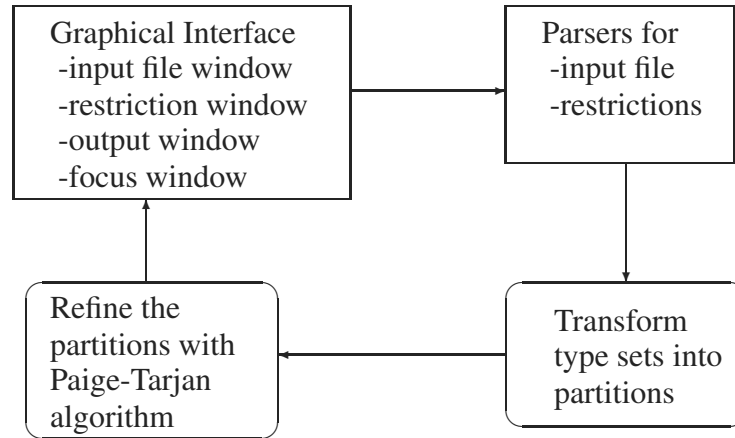 Graphical Interface
-input file window
-restriction window
-output window
-focus window
Parsers for
-input file
-restrictions
Refine the
partitions with
Paige-Tarjan
algorithm
Transform
type sets into
partitions